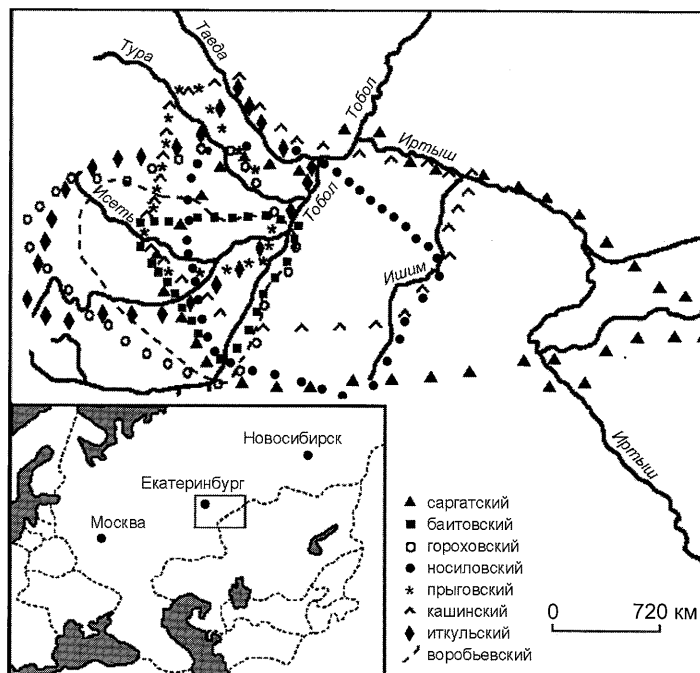 Тура
Таеда
Тобол
Иртыш
Исеть
Тобол
Ишим
Иртыш
Новосибирск
Екатеринбург
Москва
саргатский
баитовский
гороховский
носиловский
прыговский
кашинский
иткульский
воробьевский
0 720 км